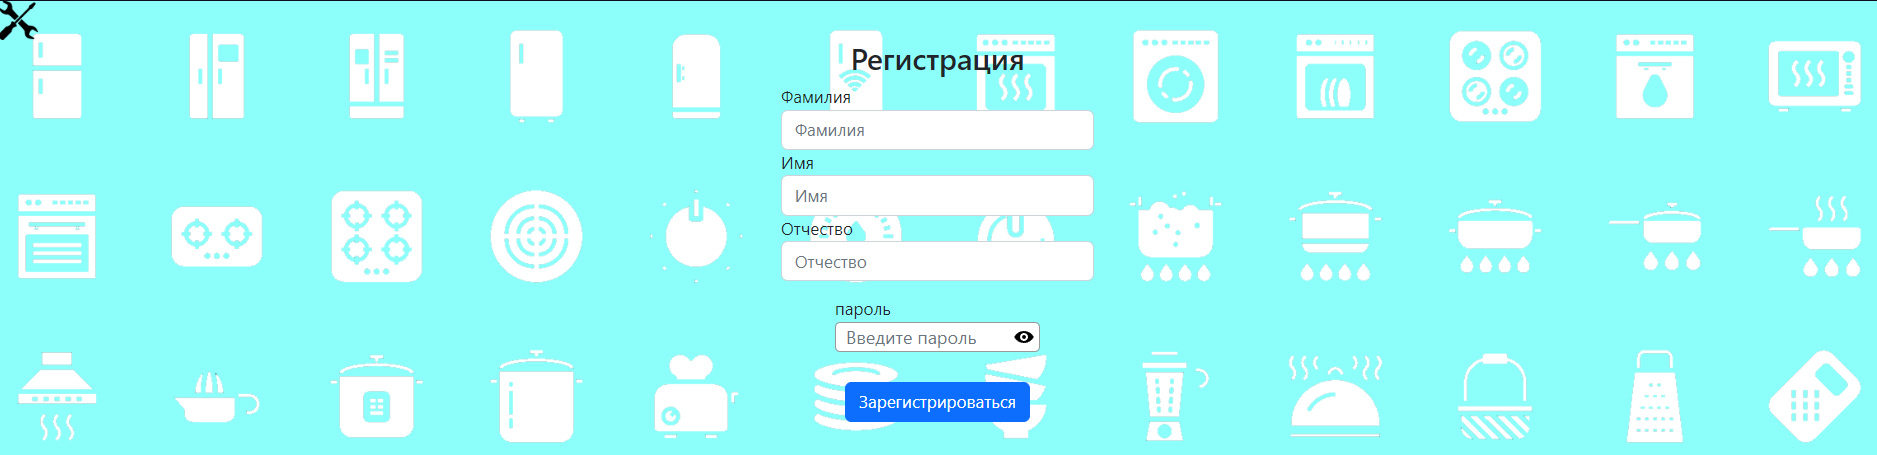 Регистрация
Фамилия
Фамилия
Имя
Имя
Отчество
Отчество
пароль
Введите пароль
Зарегистрироваться